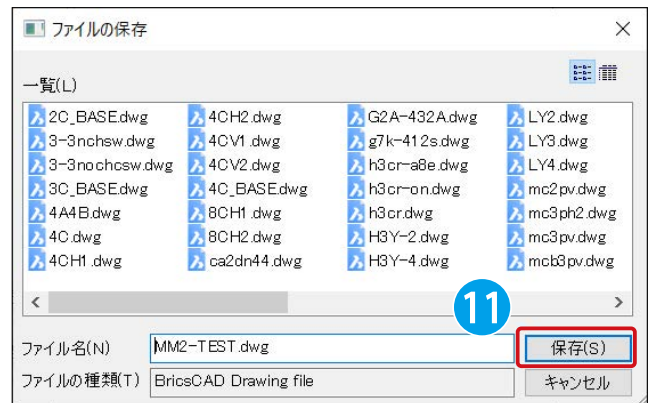 ファイルの保存
一覧(L)
2C_BASE.dwg 4CH2.dwg G2A-432A.dwg LY2.dwg
3-3nchsw.dwg 4CV1.dwg g7k-412s.dwg LY3.dwg
3-3nochcsw.dwg 4CV2.dwg h3cr-a8e.dwg LY4.dwg
3C_BASE.dwg 4C_BASE.dwg h3cr-on.dwg mc2pv.dwg
4A4B.dwg 8CH1.dwg h3cr.dwg mc3ph2.dwg
4C.dwg 8CH2.dwg H3Y-2.dwg mc3pv.dwg
4CH1.dwg ca2dn44.dwg H3Y-4.dwg mcb3pv.dwg
11
ファイル名(N) MM2-TEST.dwg 保存(S)
ファイルの種類(T) BricsCAD Drawing file キャンセル